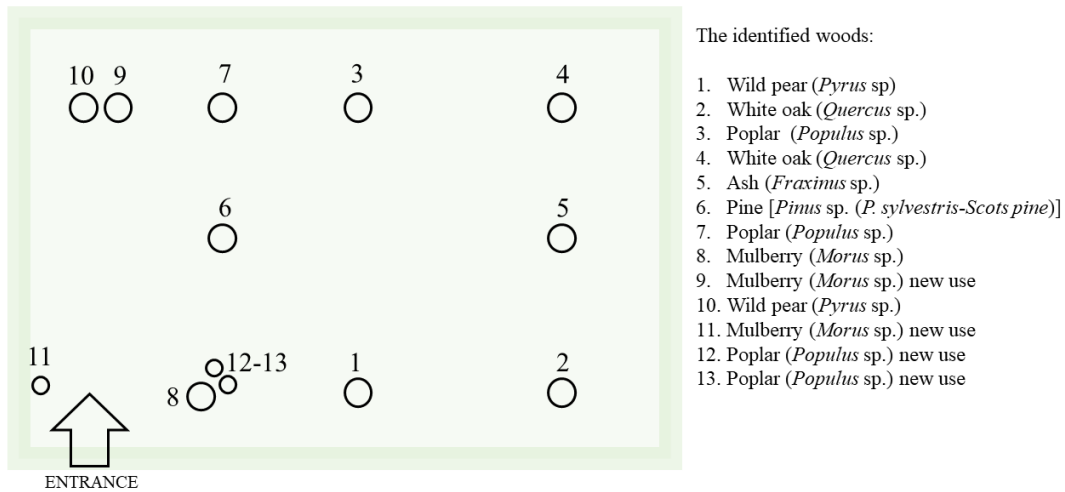 10 9 7 3 4
6 5
11 12-13 1 2
8
ENTRANCE
The identified woods:
1. Wild pear (Pyrus sp)
2. White oak (Quercus sp.)
3. Poplar (Populus sp.)
4. White oak (Quercus sp.)
5. Ash (Fraxinus sp.)
6. Pine [Pinus sp. (P. sylvestris-Scots pine)]
7. Poplar (Populus sp.)
8. Mulberry (Morus sp.)
9. Mulberry (Morus sp.) new use
10. Wild pear (Pyrus sp.)
11. Mulberry (Morus sp.) new use
12. Poplar (Populus sp.) new use
13. Poplar (Populus sp.) new use